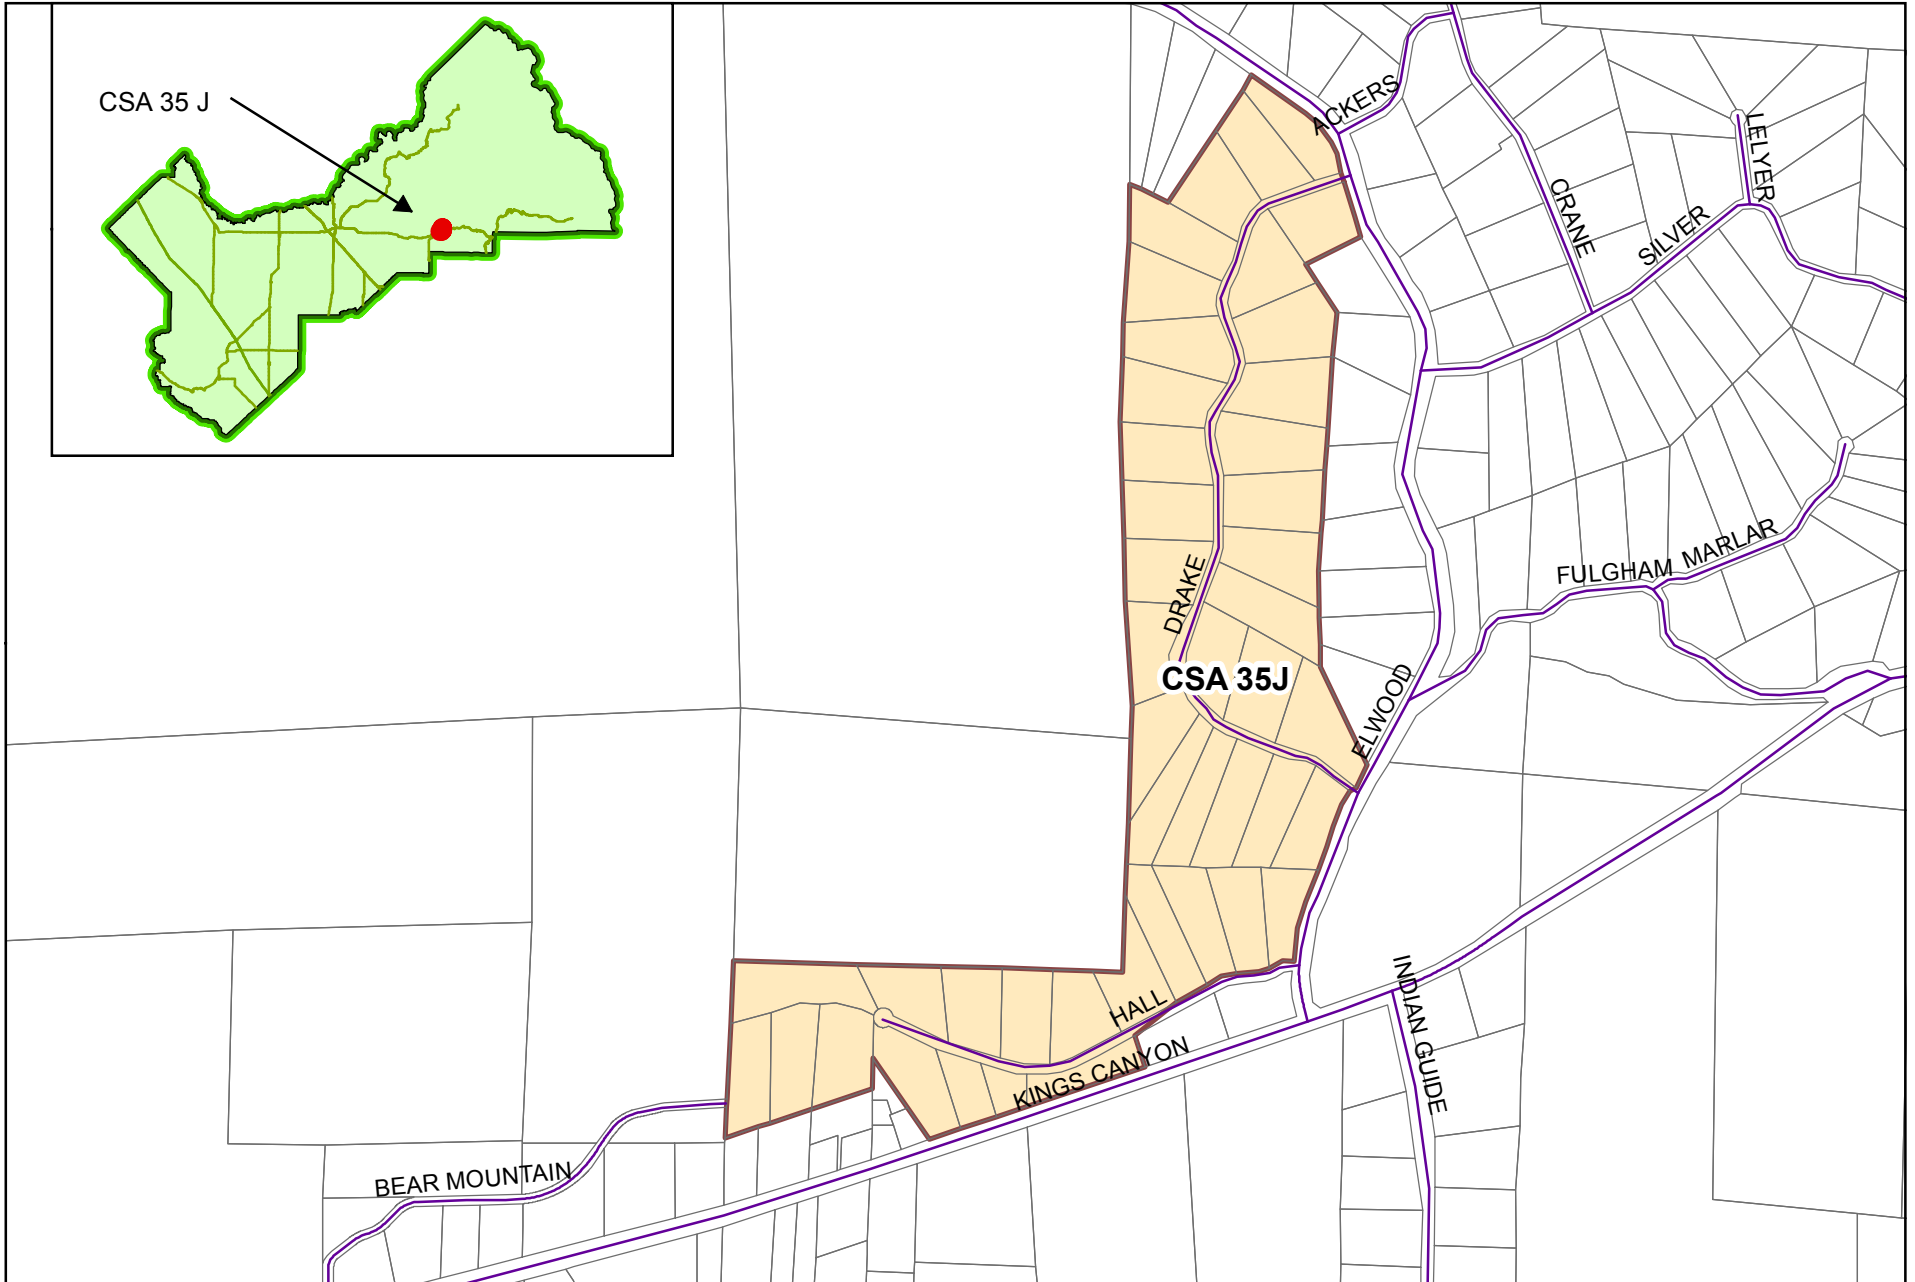 CSA 35 J
ACKERS
LELYER
CRANE
SILVER
DRAKE
FULGHAM
MARLAR
CSA 35J
ELWOOD
HALL
KINGS CANYON
INDIAN GUIDE
BEAR MOUNTAIN